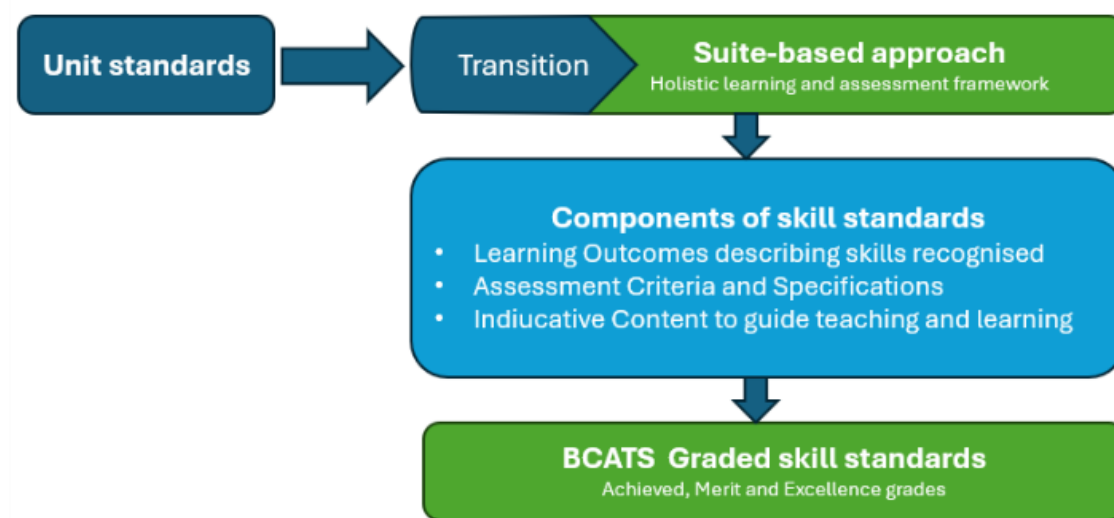 Unit standards
Transition
Suite-based approach
Holistic learning and assessment framework
Components of skill standards
• Learning Outcomes describing skills recognised
• Assessment Criteria and Specifications
• Indiucative Content to guide teaching and learning
BCATS Graded skill standards
Achieved, Merit and Excellence grades